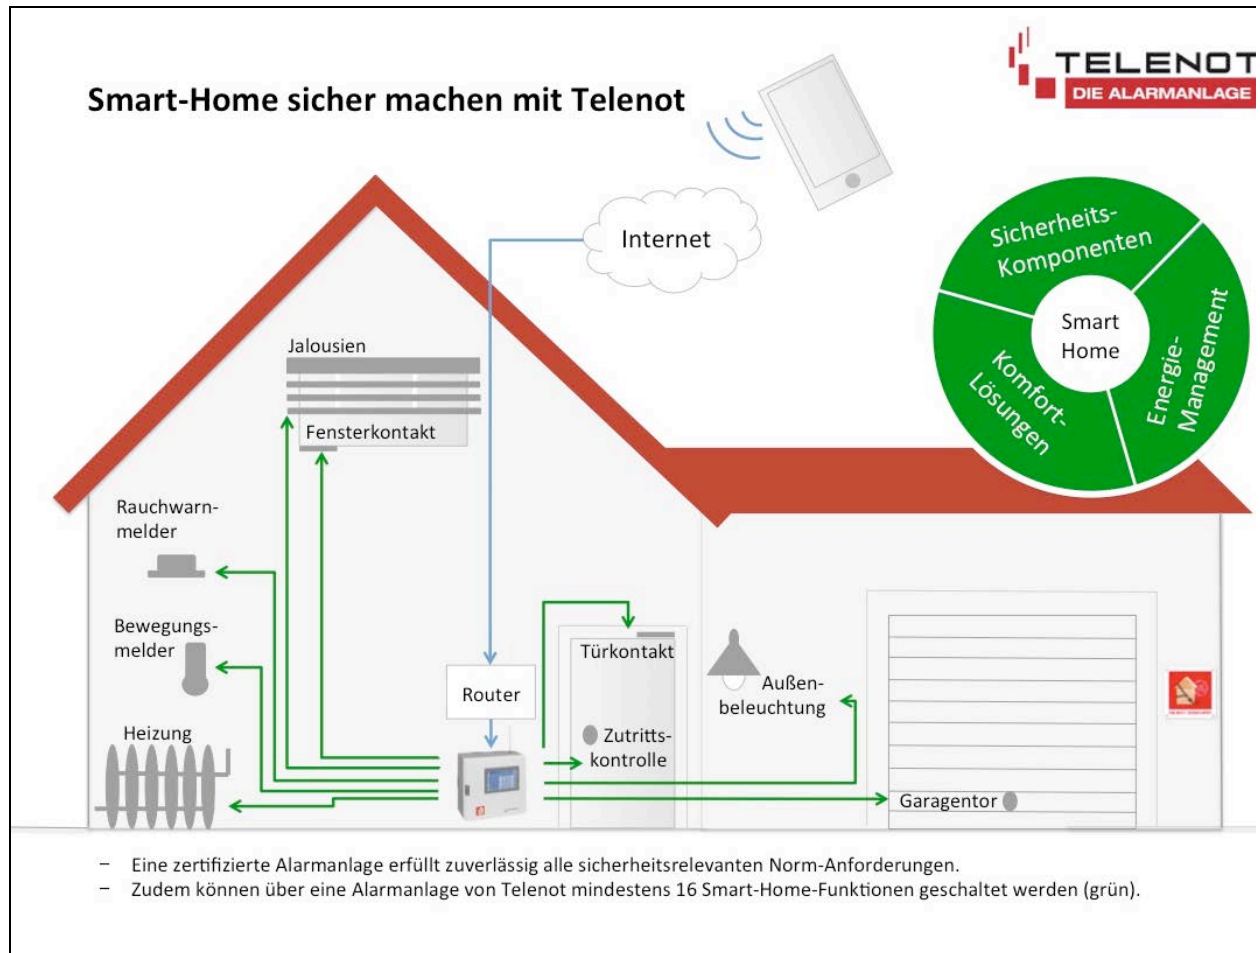 TELENOT
DIE ALARMANLAGE
Smart-Home sicher machen mit Telenot
Internet
Sicherheits-
Komponenten
Smart
Home
Energie-
Management
Komfort-
Lösungen
Jalousien
Fensterkontakt
Rauchwarn-
melder
Bewegungs-
melder
Heizung
Router
Türkontakt
Zutritts-
kontrolle
Außen-
beleuchtung
Garagentor
– Eine zertifizierte Alarmanlage erfüllt zuverlässig alle sicherheitsrelevanten Norm-Anforderungen.
– Zudem können über eine Alarmanlage von Telenot mindestens 16 Smart-Home-Funktionen geschaltet werden (grün).